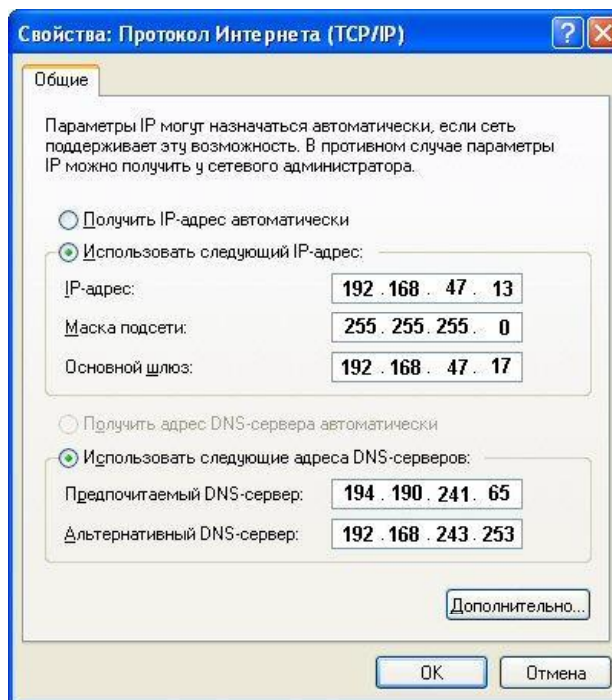 Свойства: Протокол Интернета (TCP/IP)
Общие
Параметры IP могут назначаться автоматически, если сеть
поддерживает эту возможность. В противном случае параметры
IP можно получить у сетевого администратора.
Получить IP-адрес автоматически
Использовать следующий IP-адрес:
IP-адрес: 192 . 168 . 47 . 13
Маска подсети: 255 . 255 . 255 . 0
Основной шлюз: 192 . 168 . 47 . 17
Получить адрес DNS-сервера автоматически
Использовать следующие адреса DNS-серверов:
Предпочитаемый DNS-сервер: 194 . 190 . 241 . 65
Альтернативный DNS-сервер: 192 . 168 . 243 . 253
Дополнительно...
OK Отмена